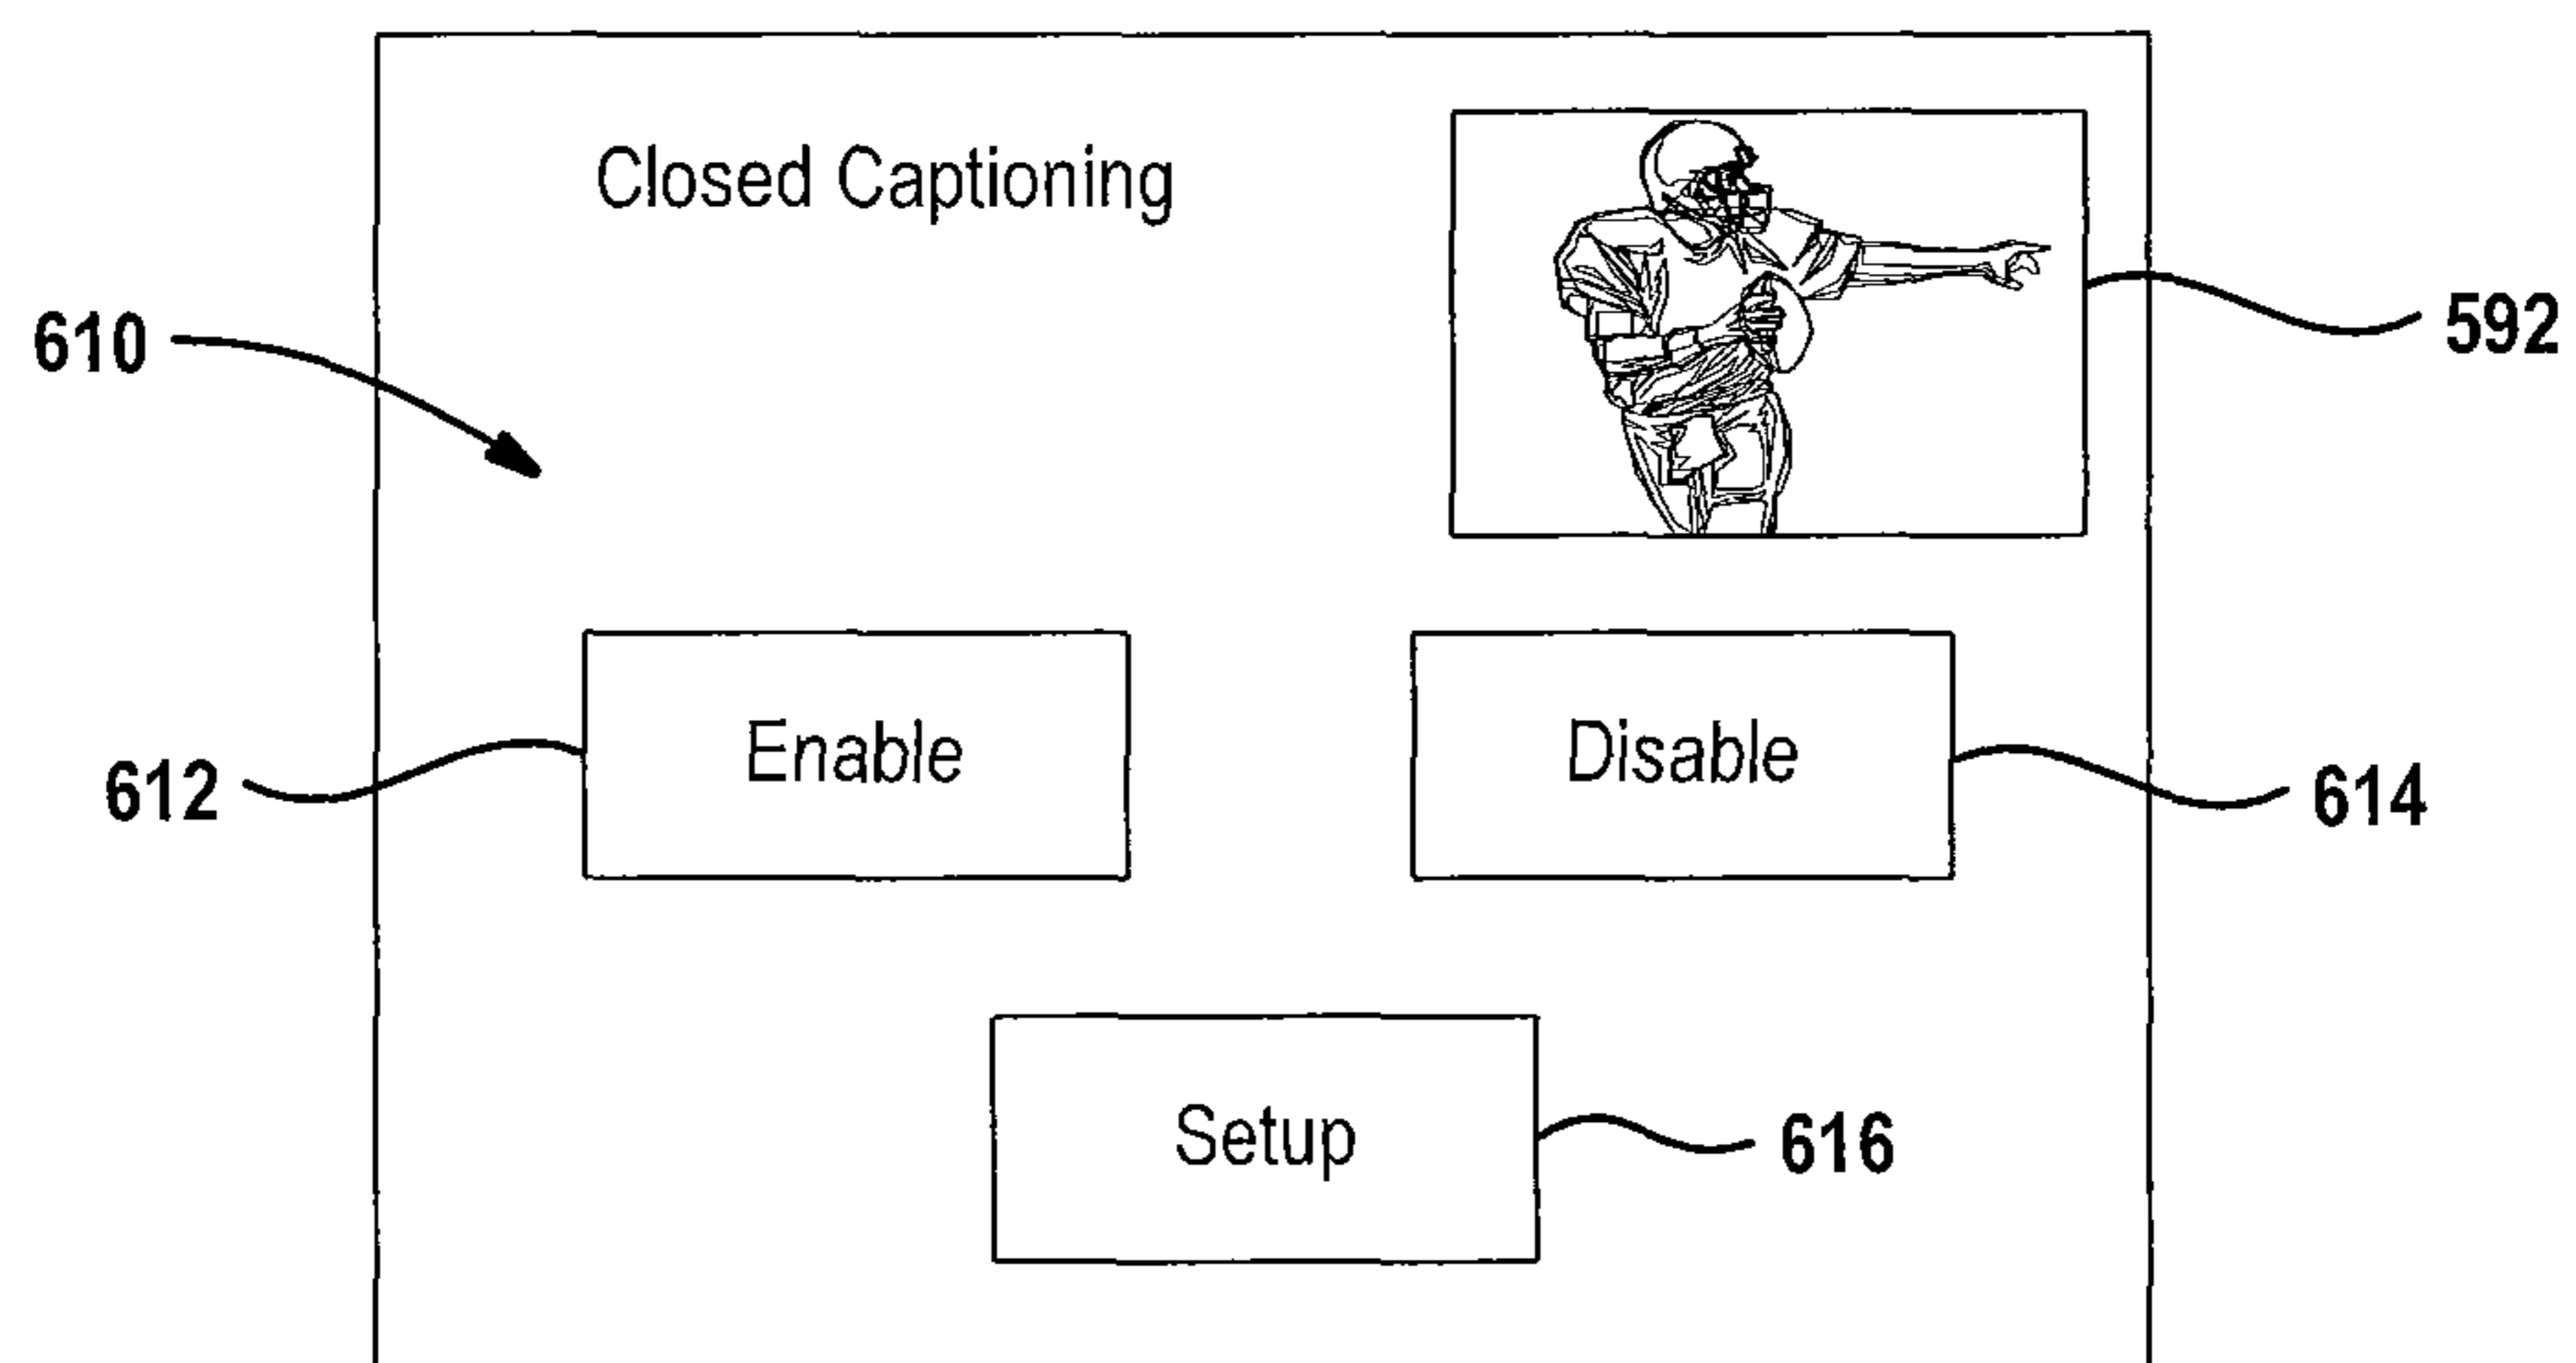 Closed Captioning
610
592
Enable
Disable
612
614
Setup
616